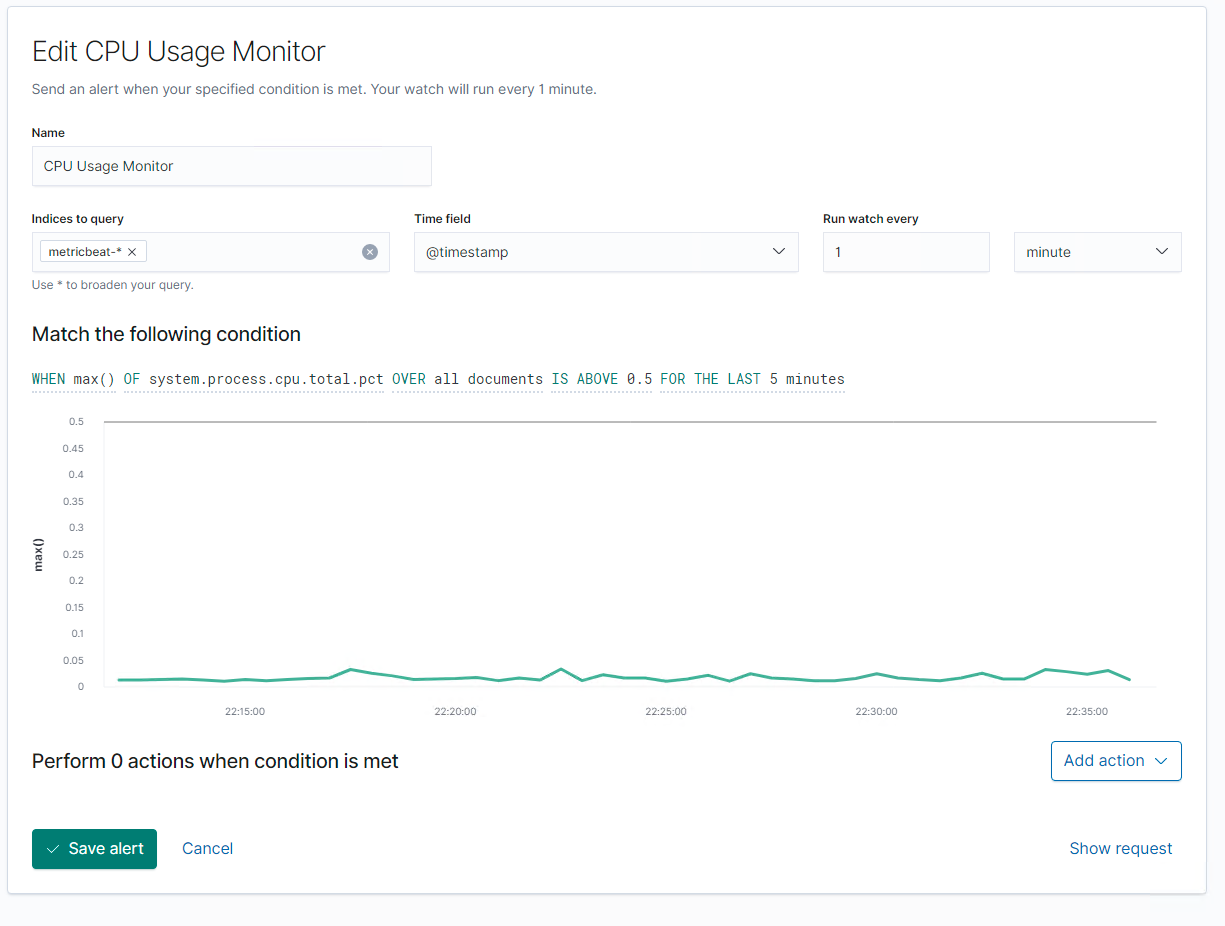 Edit CPU Usage Monitor
Send an alert when your specified condition is met. Your watch will run every 1 minute.
Name
CPU Usage Monitor
Indices to query
Time field
Run watch every
metricbeat-*
@timestamp
1
minute
Use * to broaden your query.
Match the following condition
WHEN max() OF system.process.cpu.total.pct OVER all documents IS ABOVE 0.5 FOR THE LAST 5 minutes
max()
0.5
0.45
0.4
0.35
0.3
0.25
0.2
0.15
0.1
0.05
0
22:15:00
22:20:00
22:25:00
22:30:00
22:35:00
Perform 0 actions when condition is met
Add action
Save alert
Cancel
Show request